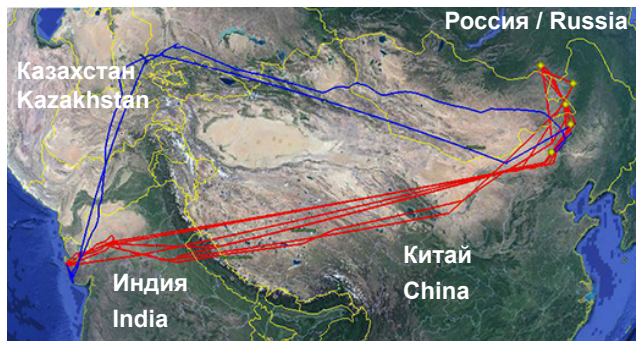 Россия / Russia
Казахстан
Kazakhstan
Китай
China
Индия
India